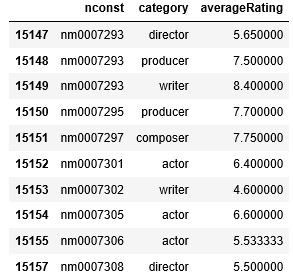 nconst category averageRating
15147 nm0007293 director 5.650000
15148 nm0007293 producer 7.500000
15149 nm0007293 writer 8.400000
15150 nm0007295 producer 7.700000
15151 nm0007297 composer 7.750000
15152 nm0007301 actor 6.400000
15153 nm0007302 writer 4.600000
15154 nm0007305 actor 6.600000
15155 nm0007306 actor 5.533333
15157 nm0007308 director 5.500000